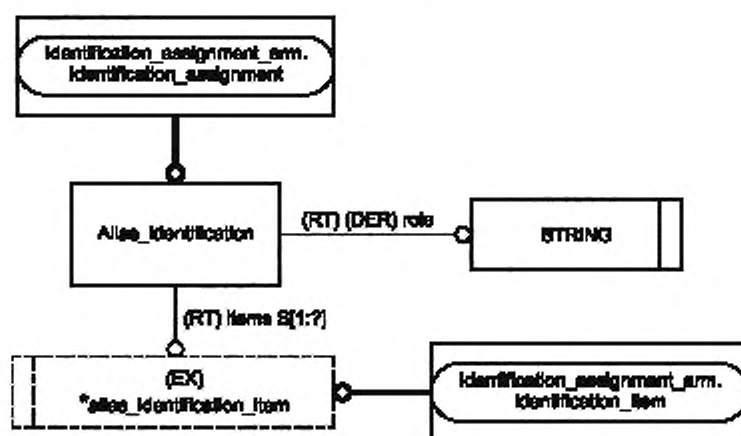 Identification_assignment_arm.
Identification_assignment
Alias_identification
(RT) (DER) role
STRING
(RT) items S[1:?]
(EX)
*alias_identification_item
Identification_assignment_arm.
Identification_item